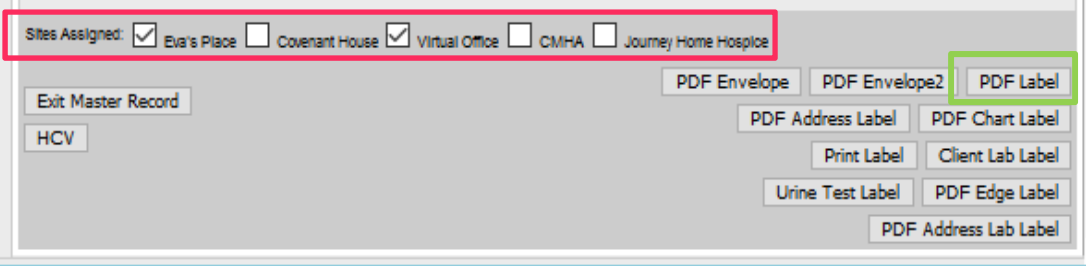 Sites Assigned: Eva's Place Covenant House Virtual Office CMHA Journey Home Hospice
PDF Envelope PDF Envelope2 PDF Label
Exit Master Record
PDF Address Label PDF Chart Label
HCV
Print Label Client Lab Label
Urine Test Label PDF Edge Label
PDF Address Lab Label